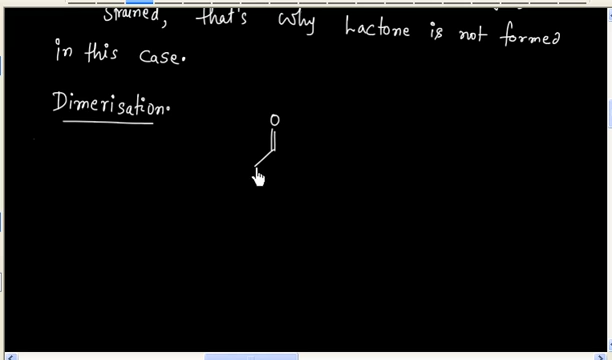 strained, that's why Lactone is not formed
in this case.
Dimerisation.
O